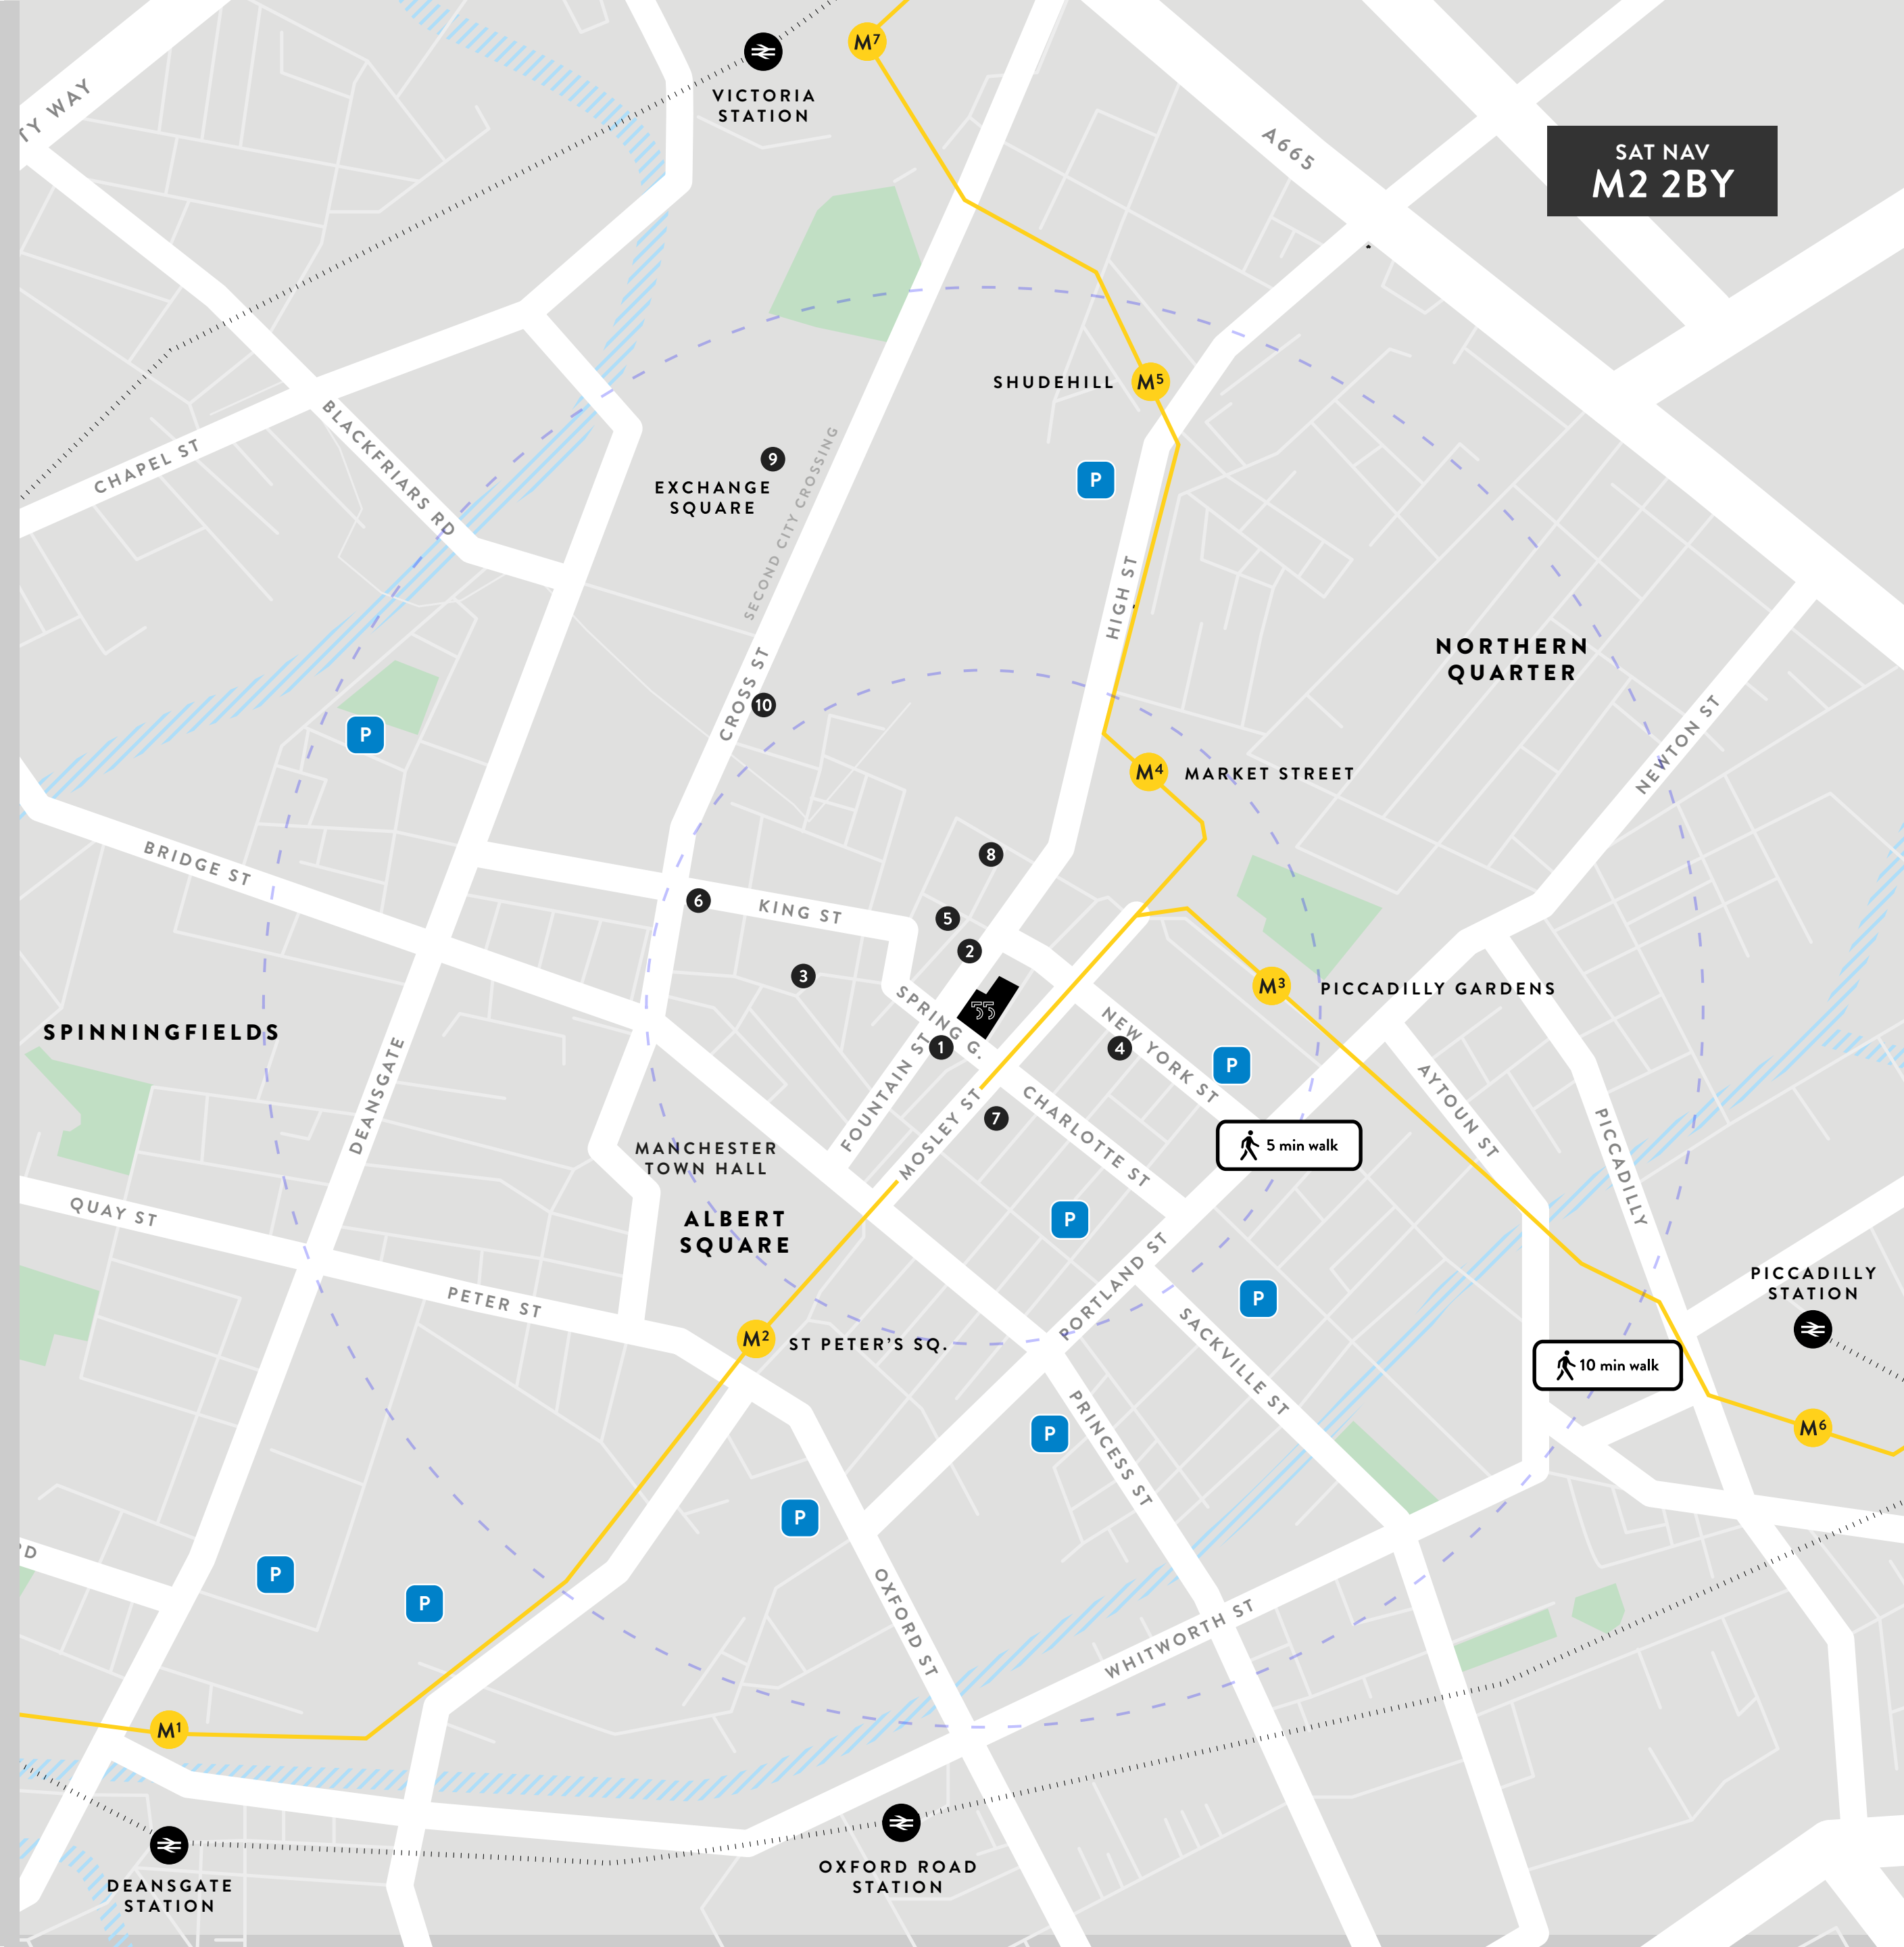 M7
VICTORIA
STATION
TY WAY
A665
SAT NAV
M2 2BY
SHUDEHILL
M5
BLACKFRIARS RD
CHAPEL ST
9
EXCHANGE
SQUARE
SECOND CITY CROSSING
P
HIGH ST
NORTHERN
QUARTER
CROSS ST
10
P
NEWTON ST
M4
MARKET STREET
BRIDGE ST
8
6
KING ST
5
2
3
M3
PICCADILLY GARDENS
SPRING G.
55
SPINNINGFIELDS
NEW YORK ST
1
4
P
FOUNTAIN ST
DEANSGATE
AYTOUN ST
MOSLEY ST
7
CHARLOTTE ST
PICCADILLY
5 min walk
MANCHESTER
TOWN HALL
QUAY ST
ALBERT
SQUARE
P
PORTLAND ST
PICCADILLY
STATION
PETER ST
P
M2
ST PETER'S SQ.
SACKVILLE ST
10 min walk
PRINCESS ST
P
M6
P
RD
P
P
OXFORD ST
WHITWORTH ST
M1
OXFORD ROAD
STATION
DEANSGATE
STATION